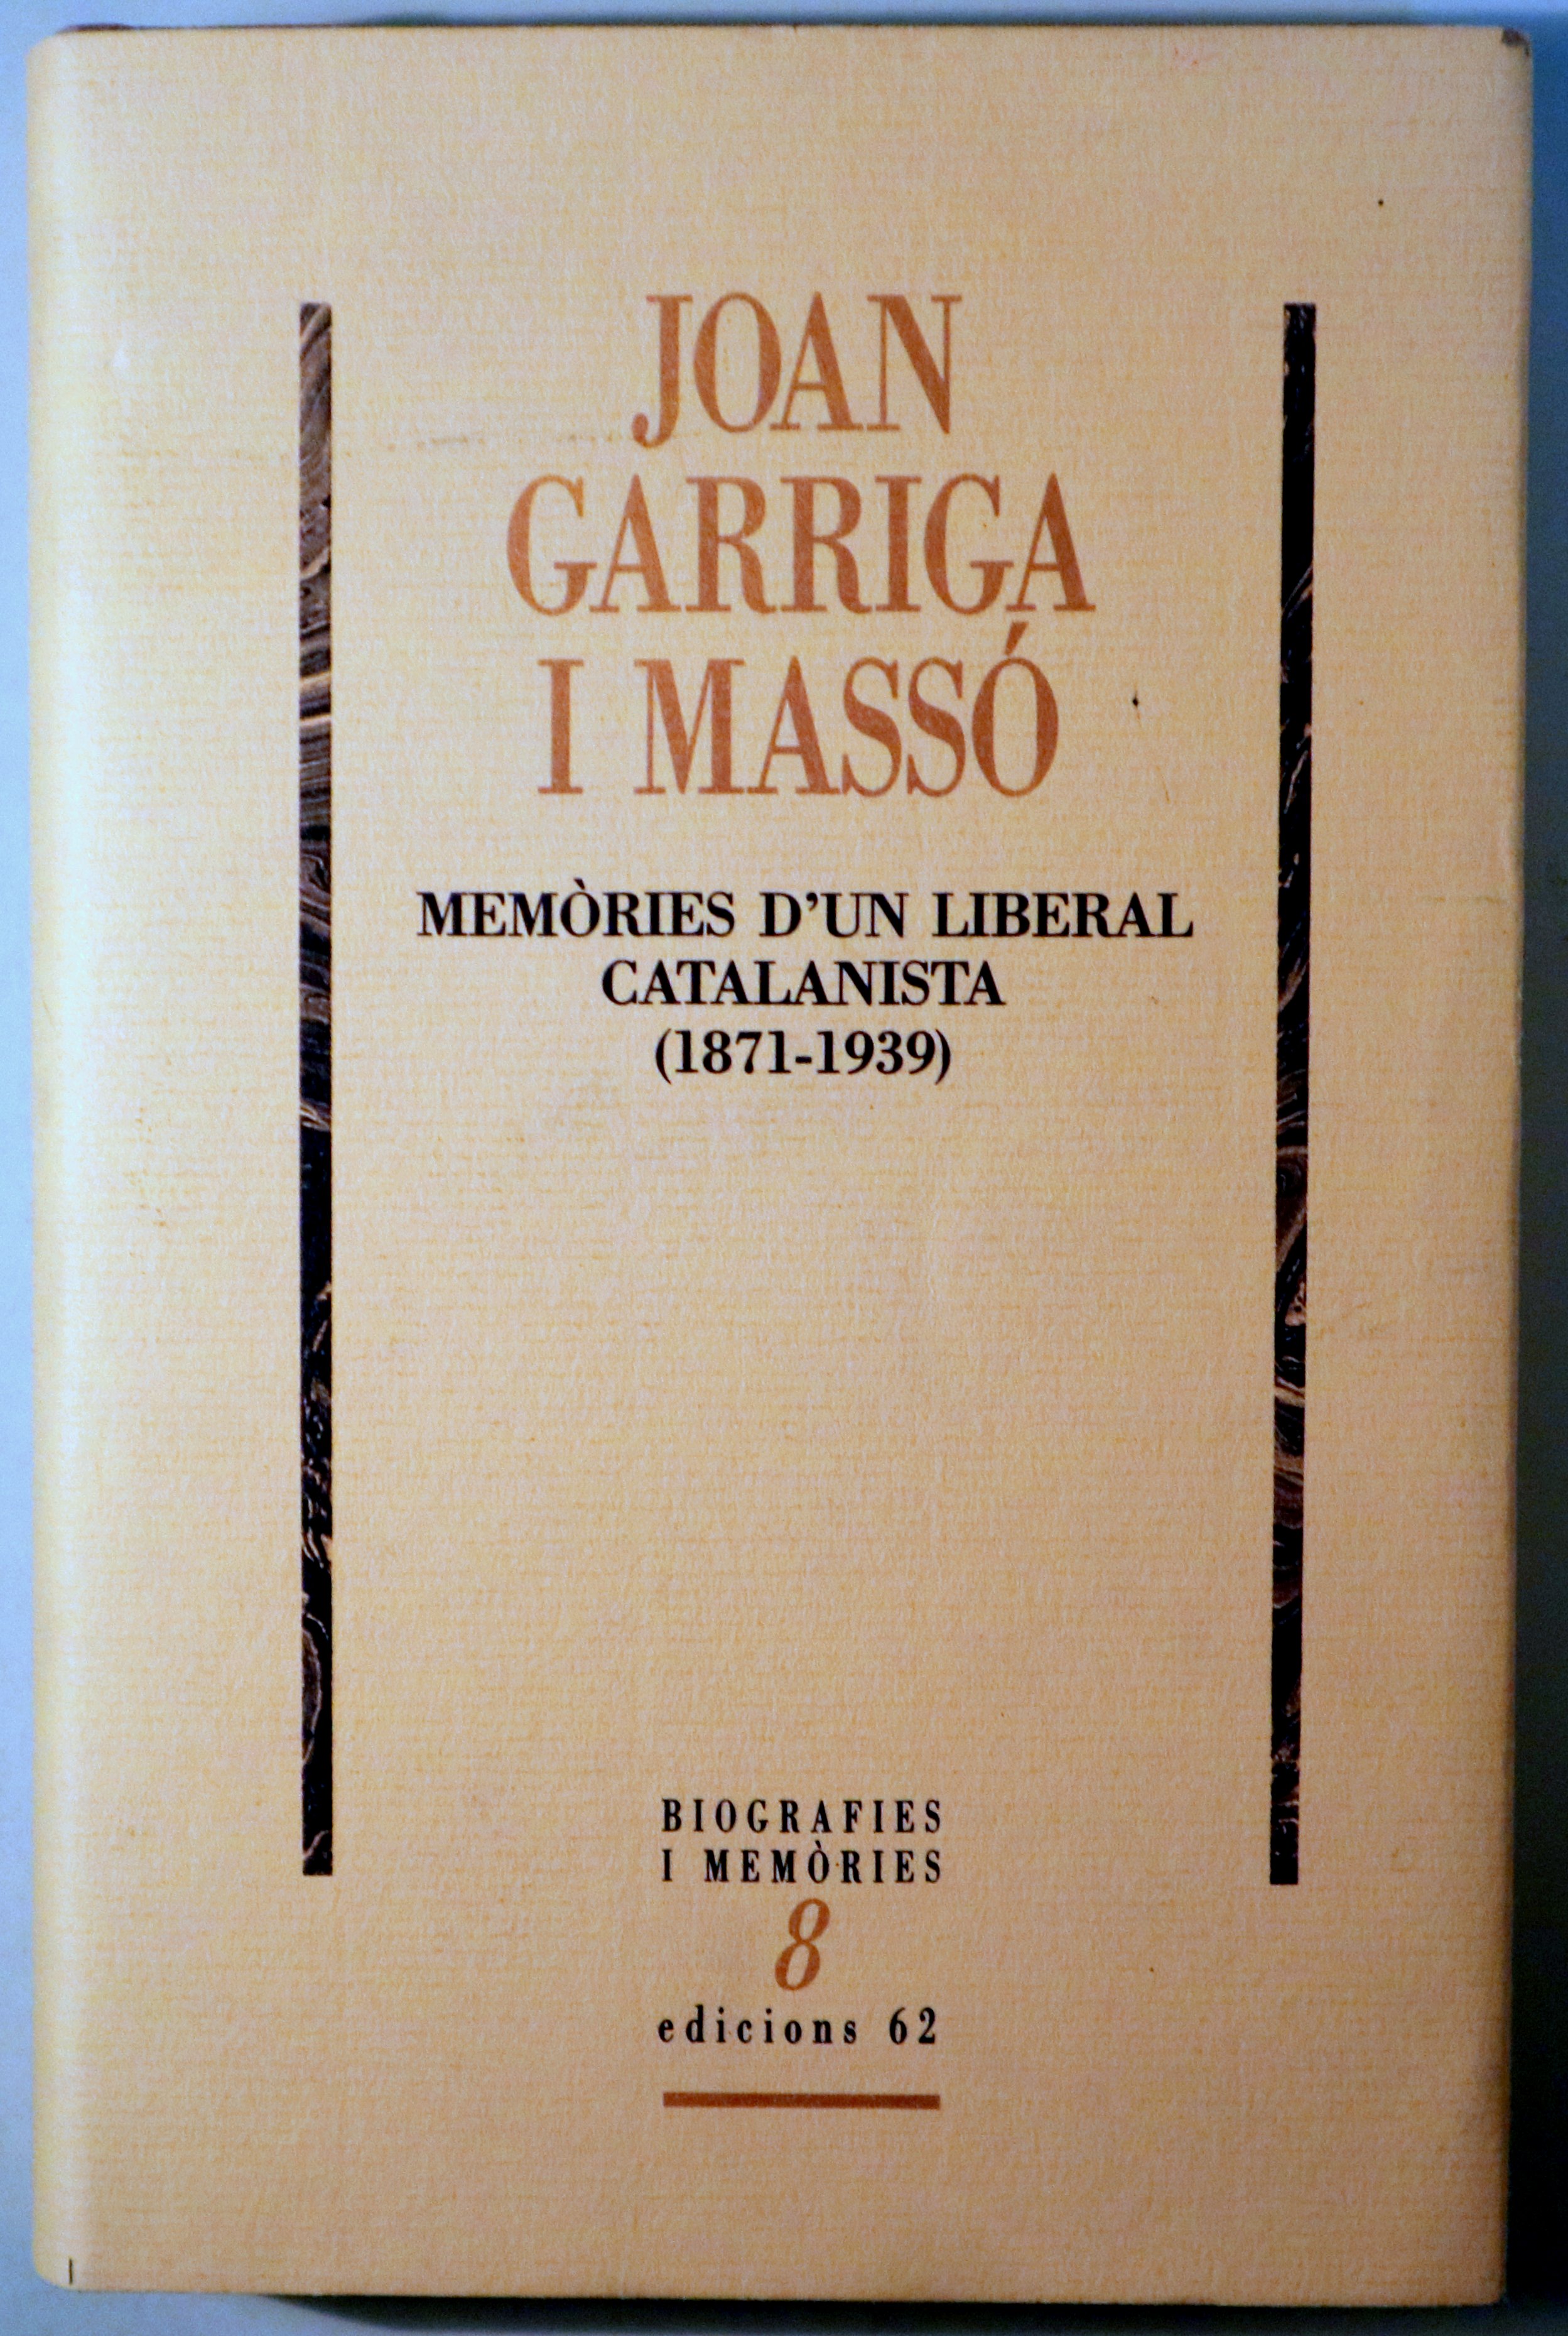 JOAN
GARRIGA
I MASSÓ
MEMÒRIES D'UN LIBERAL
CATALANISTA
(1871-1939)
BIOGRAFIES
I MEMÒRIES
8
edicions 62